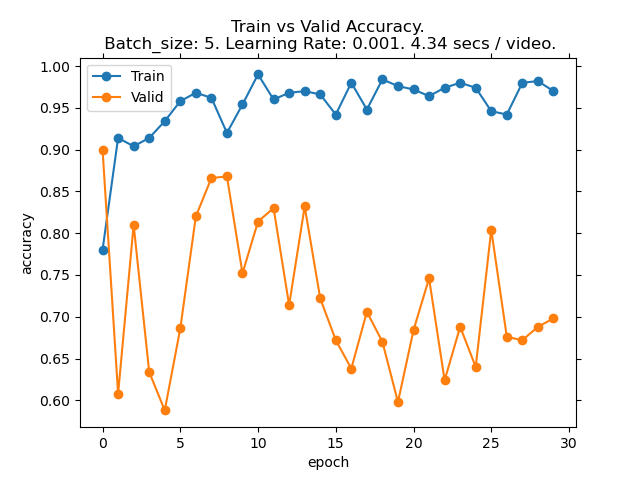 Train vs Valid Accuracy.
Batch_size: 5. Learning Rate: 0.001. 4.34 secs / video.
Train
Valid
1.00
0.95
0.90
0.85
0.80
0.75
0.70
0.65
0.60
accuracy
0 5 10 15 20 25 30
epoch